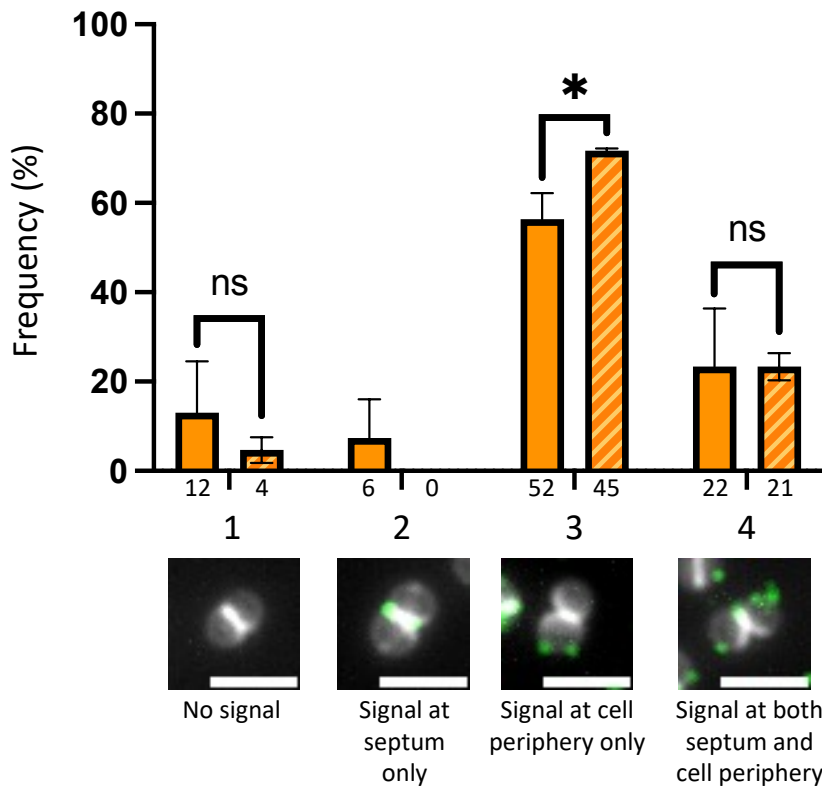 100
80
60
40
20
0
Frequency (%)
ns
*
ns
12 4 6 0 52 45 22 21
1 2 3 4
No signal
Signal at
septum
only
Signal at cell
periphery only
Signal at both
septum and
cell periphery